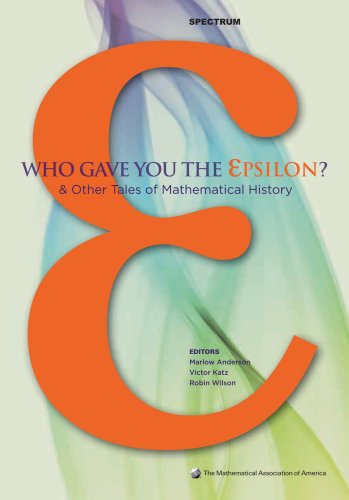 SPECTRUM
WHO GAVE YOU THE εPSILON?
& Other Tales of Mathematical History
EDITORS
Marlow Anderson
Victor Katz
Robin Wilson
The Mathematical Association of America